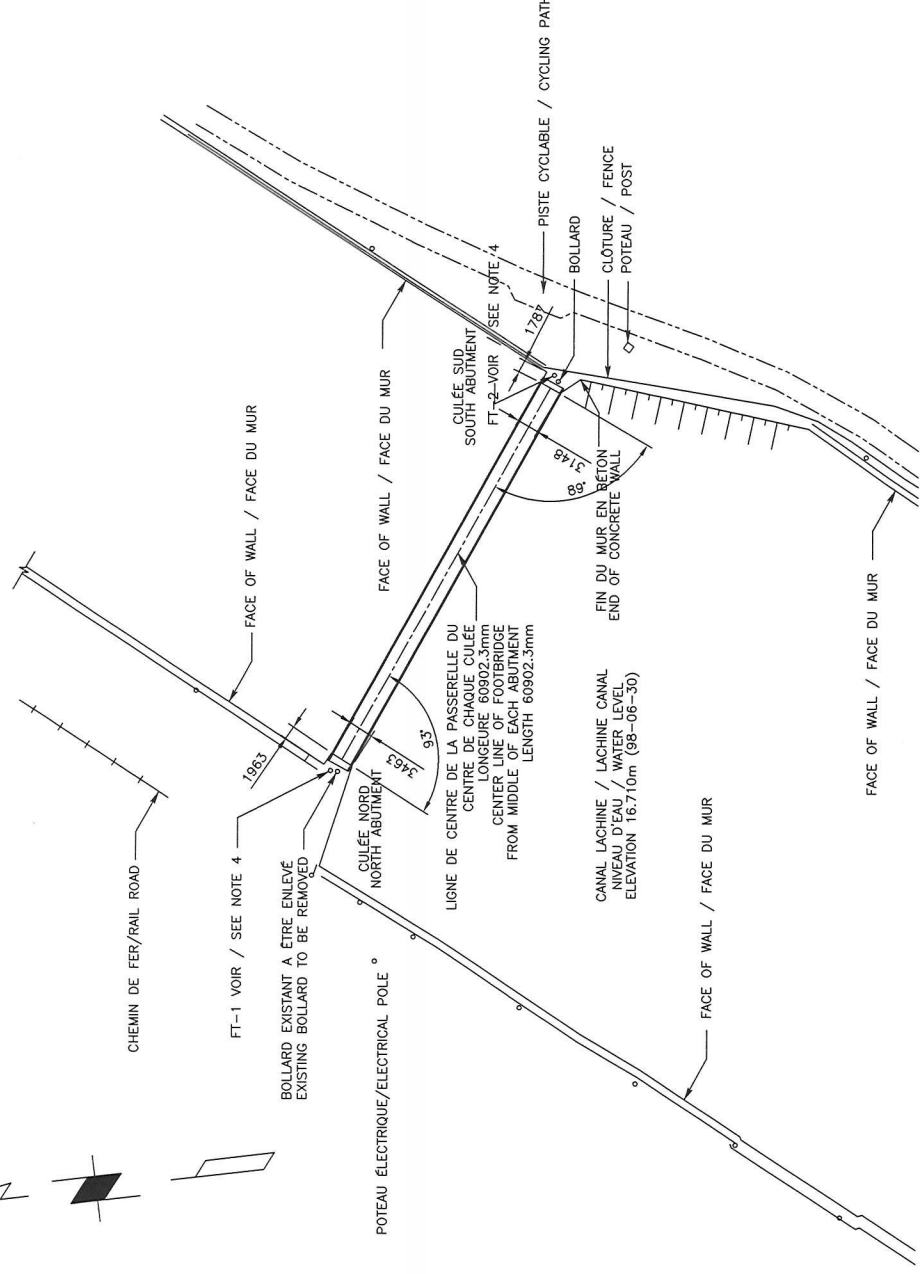 CHEMIN DE FER/RAIL ROAD
FACE OF WALL / FACE DU MUR
FACE OF WALL / FACE DU MUR
PISTE CYCLABLE / CYCLING PATH
BOLLARD
CLÔTURE / FENCE
POTEAU / POST
CULÉE SUD
SOUTH ABUTMENT
FT-2 VOIR SEE NOTE 4
1787
3148
89°
FIN DU MUR EN BÉTON
END OF CONCRETE WALL
1963
FT-1 VOIR / SEE NOTE 4
BOLLARD EXISTANT A ÊTRE ENLEVÉ
EXISTING BOLLARD TO BE REMOVED
3463
93°
CULÉE NORD
NORTH ABUTMENT
LIGNE DE CENTRE DE LA PASSERELLE DU
CENTRE DE CHAQUE CULÉE
LONGEURE 60902.3mm
CENTER LINE OF FOOTBRIDGE
FROM MIDDLE OF EACH ABUTMENT
LENGTH 60902.3mm
POTEAU ÉLECTRIQUE/ELECTRICAL POLE
CANAL LACHINE / LACHINE CANAL
NIVEAU D'EAU / WATER LEVEL
ELEVATION 16.710m (98-06-30)
FACE OF WALL / FACE DU MUR
FACE OF WALL / FACE DU MUR